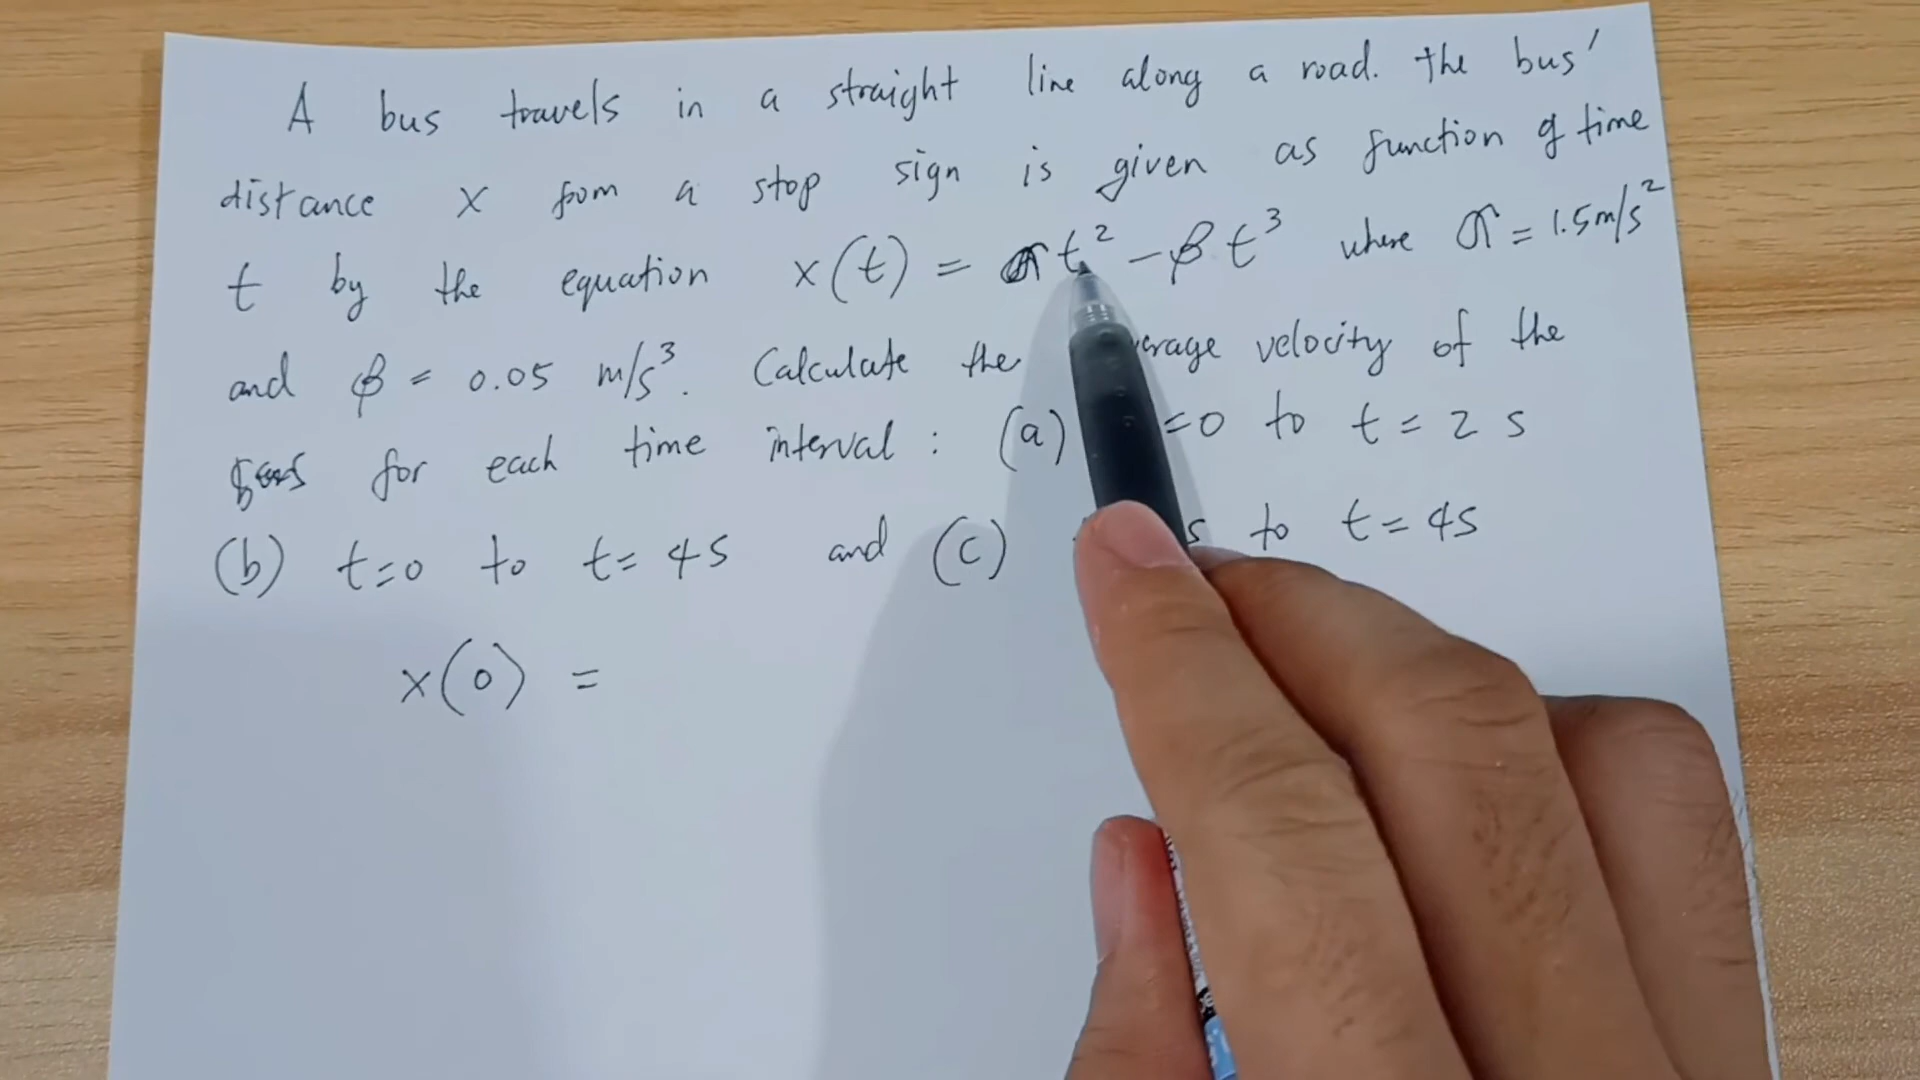 A bus travels in a straight line along a road. the bus'
distance x from a stop sign is given as function of time
t by the equation x(t) = σt² - βt³ where σ = 1.5m/s²
and β = 0.05 m/s³. Calculate the velocity of the
for each time interval : (a) =0 to t = 2 s
(b) t=0 to t= 4s and (c) s to t= 4s
x(0) =